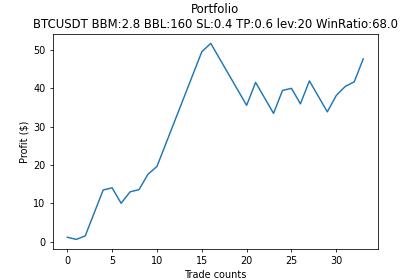 Portfolio
BTCUSDT BBM:2.8 BBL:160 SL:0.4 TP:0.6 lev:20 WinRatio:68.0
50
40
30
20
10
0
Profit ($)
0 5 10 15 20 25 30
Trade counts